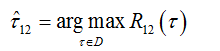 τ̂₁₂ = arg max R₁₂(τ)
τ∈D